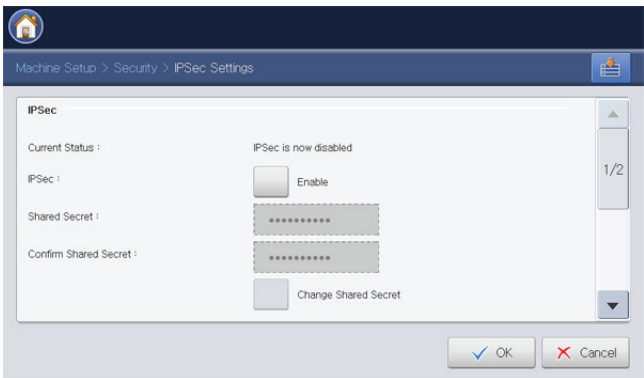 Machine Setup > Security > IPSec Settings
IPSec
Current Status : IPSec is now disabled
IPSec : Enable
1/2
Shared Secret : ••••••••••
Confirm Shared Secret : ••••••••••
Change Shared Secret
OK Cancel